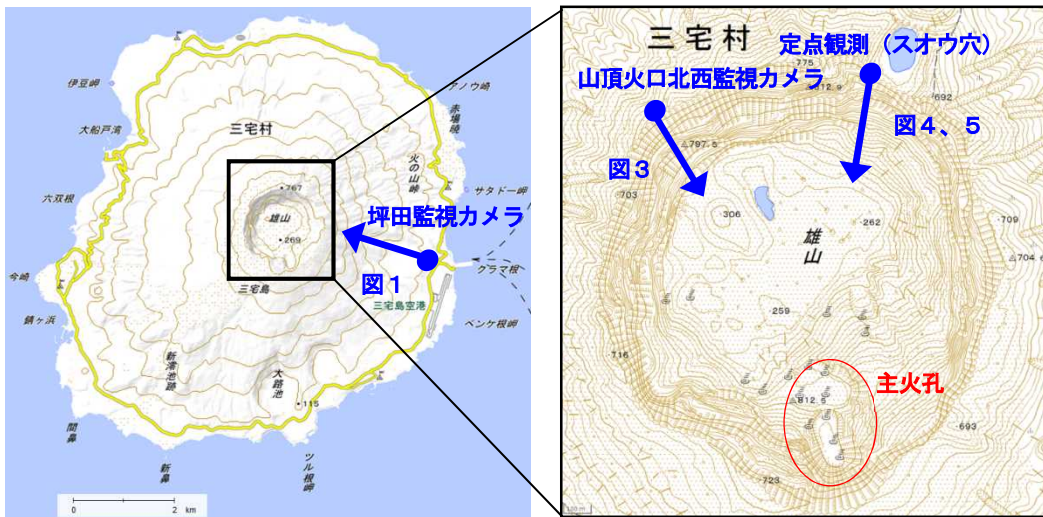 伊豆岬
大船戸湾
六双根
今崎
錆ヶ浜
新澪池跡
間鼻
新鼻
三宅村
・767
雄山
・269
三宅島
大路池
・115
ツル根岬
アノウ崎
赤場暁
火の山峠
サタドー岬
坪田監視カメラ
図1
グラマ根
三宅島空港
ベンケ根岬
0 2 km
三宅村
定点観測(スオウ穴)
775
山頂火口北西監視カメラ
812.9
・692
図4、5
797.5
図3
・703
・306
・262
・709
雄山
704.6
・259
・716
主火孔
812.5
・693
・723